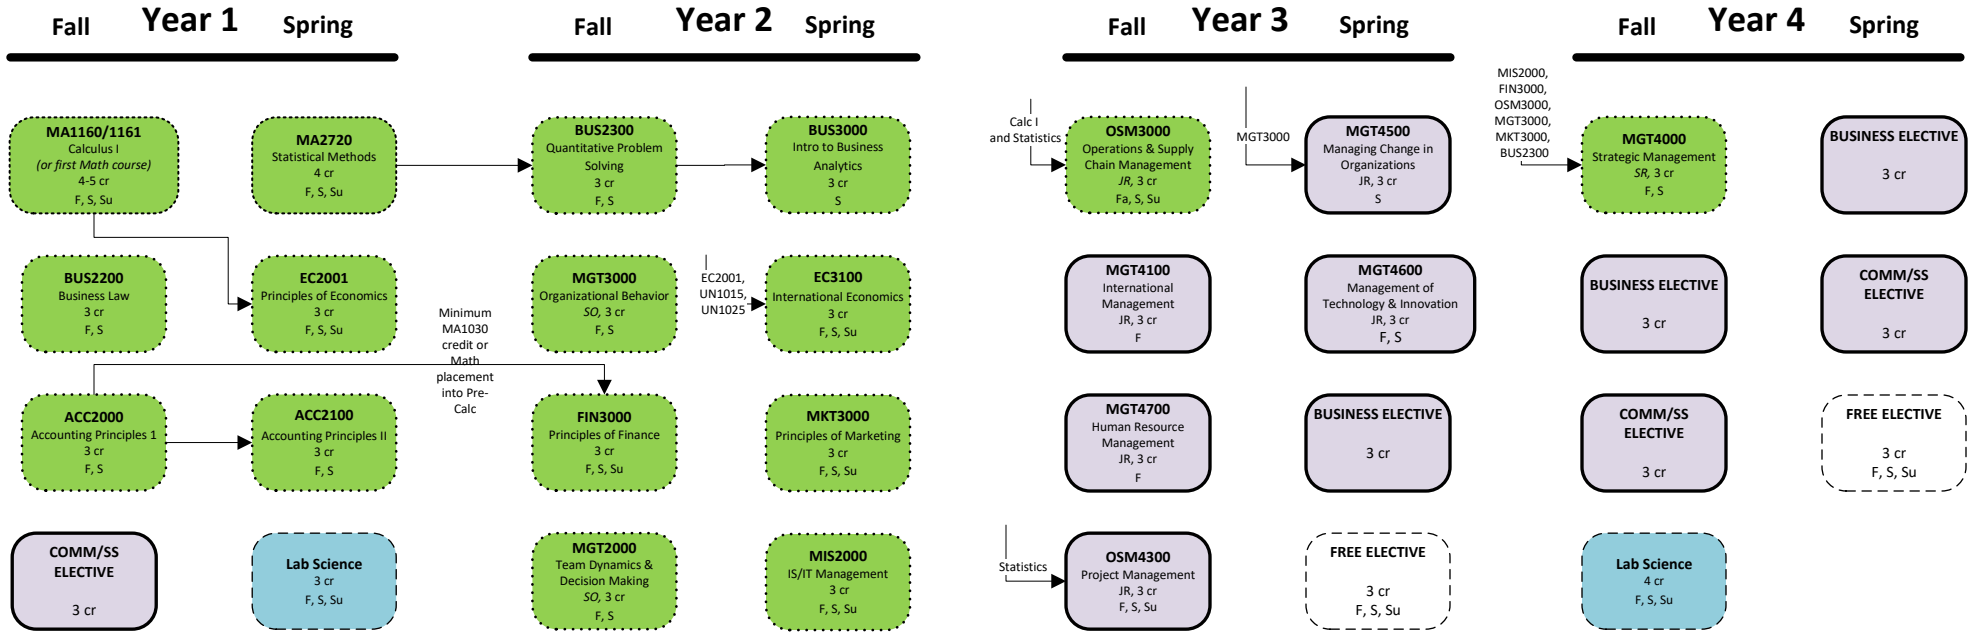 Fall
Year 1
Spring
Fall
Year 2
Spring
Fall
Year 3
Spring
Fall
Year 4
Spring
MA1160/1161
Calculus I
(or first Math course)
4-5 cr
F, S, Su
MA2720
Statistical Methods
4 cr
F, S, Su
BUS2300
Quantitative Problem
Solving
3 cr
F, S
BUS3000
Intro to Business
Analytics
3 cr
S
Calc I
and Statistics
OSM3000
Operations & Supply
Chain Management
JR, 3 cr
Fa, S, Su
MGT3000
MGT4500
Managing Change in
Organizations
JR, 3 cr
S
MIS2000,
FIN3000,
OSM3000,
MGT3000,
MKT3000,
BUS2300
MGT4000
Strategic Management
SR, 3 cr
F, S
BUSINESS ELECTIVE
3 cr
BUS2200
Business Law
3 cr
F, S
EC2001
Principles of Economics
3 cr
F, S, Su
Minimum
MA1030
credit or
Math
placement
into Pre-
Calc
MGT3000
Organizational Behavior
SO, 3 cr
F, S
EC2001,
UN1015,
UN1025
EC3100
International Economics
3 cr
F, S, Su
MGT4100
International
Management
JR, 3 cr
F
MGT4600
Management of
Technology & Innovation
JR, 3 cr
F, S
BUSINESS ELECTIVE
3 cr
COMM/SS
ELECTIVE
3 cr
ACC2000
Accounting Principles 1
3 cr
F, S
ACC2100
Accounting Principles II
3 cr
F, S
FIN3000
Principles of Finance
3 cr
F, S, Su
MKT3000
Principles of Marketing
3 cr
F, S, Su
MGT4700
Human Resource
Management
JR, 3 cr
F
BUSINESS ELECTIVE
3 cr
COMM/SS
ELECTIVE
3 cr
FREE ELECTIVE
3 cr
F, S, Su
COMM/SS
ELECTIVE
3 cr
Lab Science
3 cr
F, S, Su
MGT2000
Team Dynamics &
Decision Making
SO, 3 cr
F, S
MIS2000
IS/IT Management
3 cr
F, S, Su
Statistics
OSM4300
Project Management
JR, 3 cr
F, S, Su
FREE ELECTIVE
3 cr
F, S, Su
Lab Science
4 cr
F, S, Su